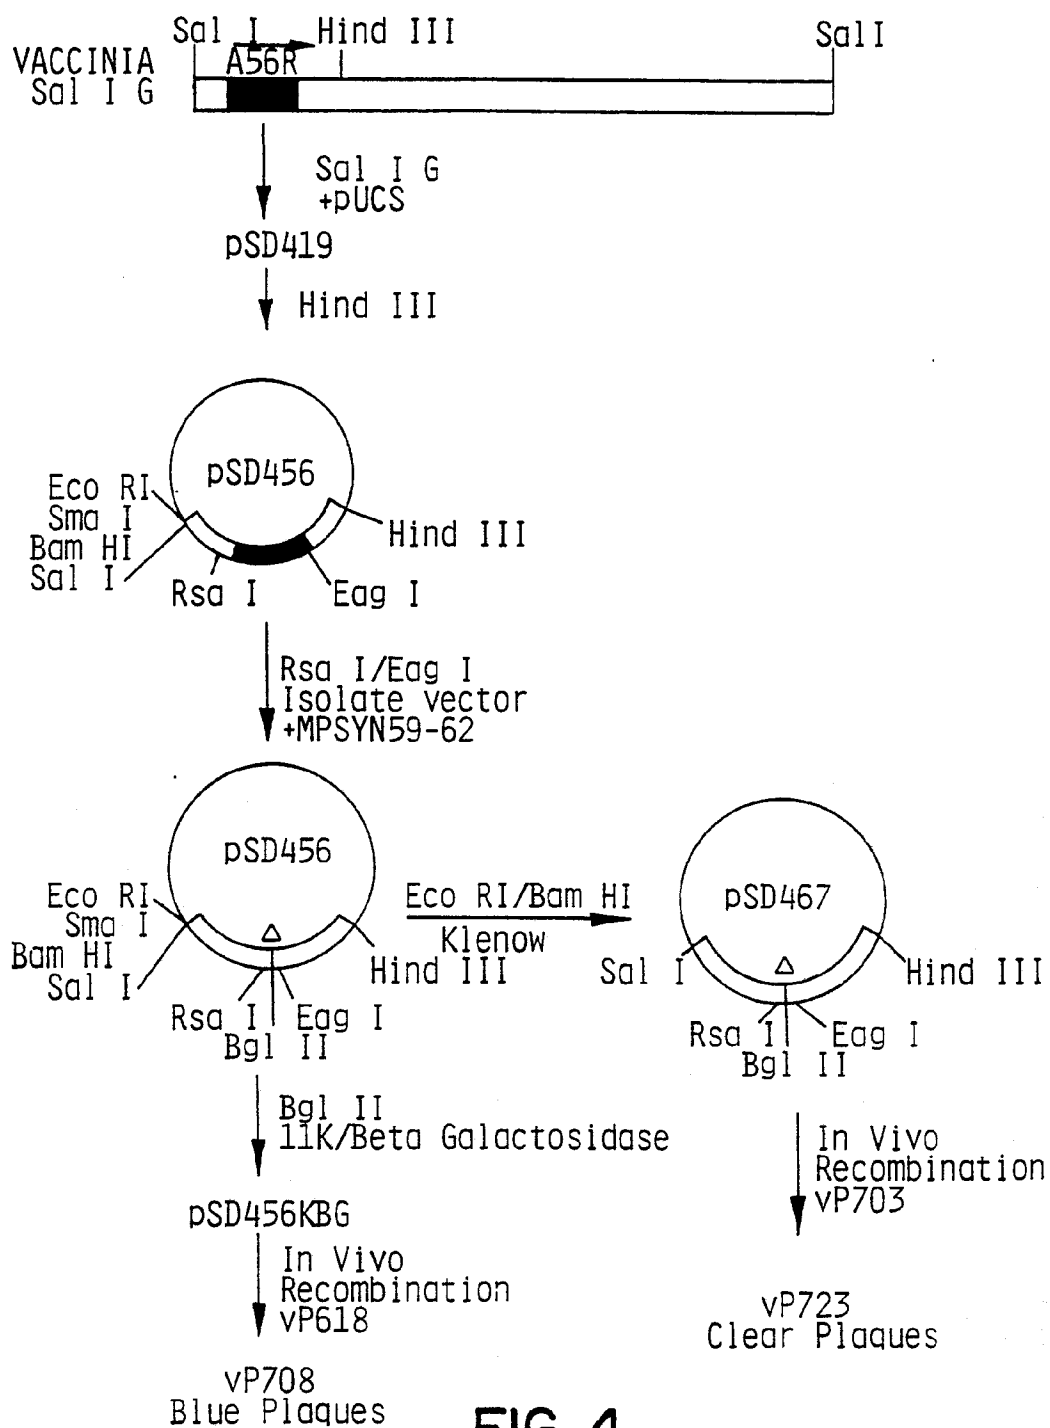 Sal I Hind III Sal I
VACCINIA A56R
Sal I G
Sal I G
+pUCS
pSD419
Hind III
pSD456
Eco RI
Sma I
Bam HI
Sal I
Hind III
Rsa I Eag I
Rsa I/Eag I
Isolate vector
+MPSYN59-62
pSD456
Eco RI
Sma I
Bam HI
Sal I
△
Hind III
Rsa I Eag I
Bgl II
Eco RI/Bam HI
Klenow
pSD467
Sal I
△
Hind III
Rsa I Eag I
Bgl II
Bgl II
11K/Beta Galactosidase
pSD456KBG
In Vivo
Recombination
vP618
vP708
Blue Plaques
In Vivo
Recombination
vP703
vP723
Clear Plaques
FIG. 4